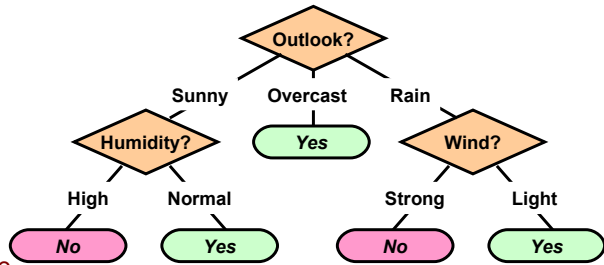 Outlook?
Sunny Overcast Rain
Humidity? Yes Wind?
High Normal Strong Light
No Yes No Yes